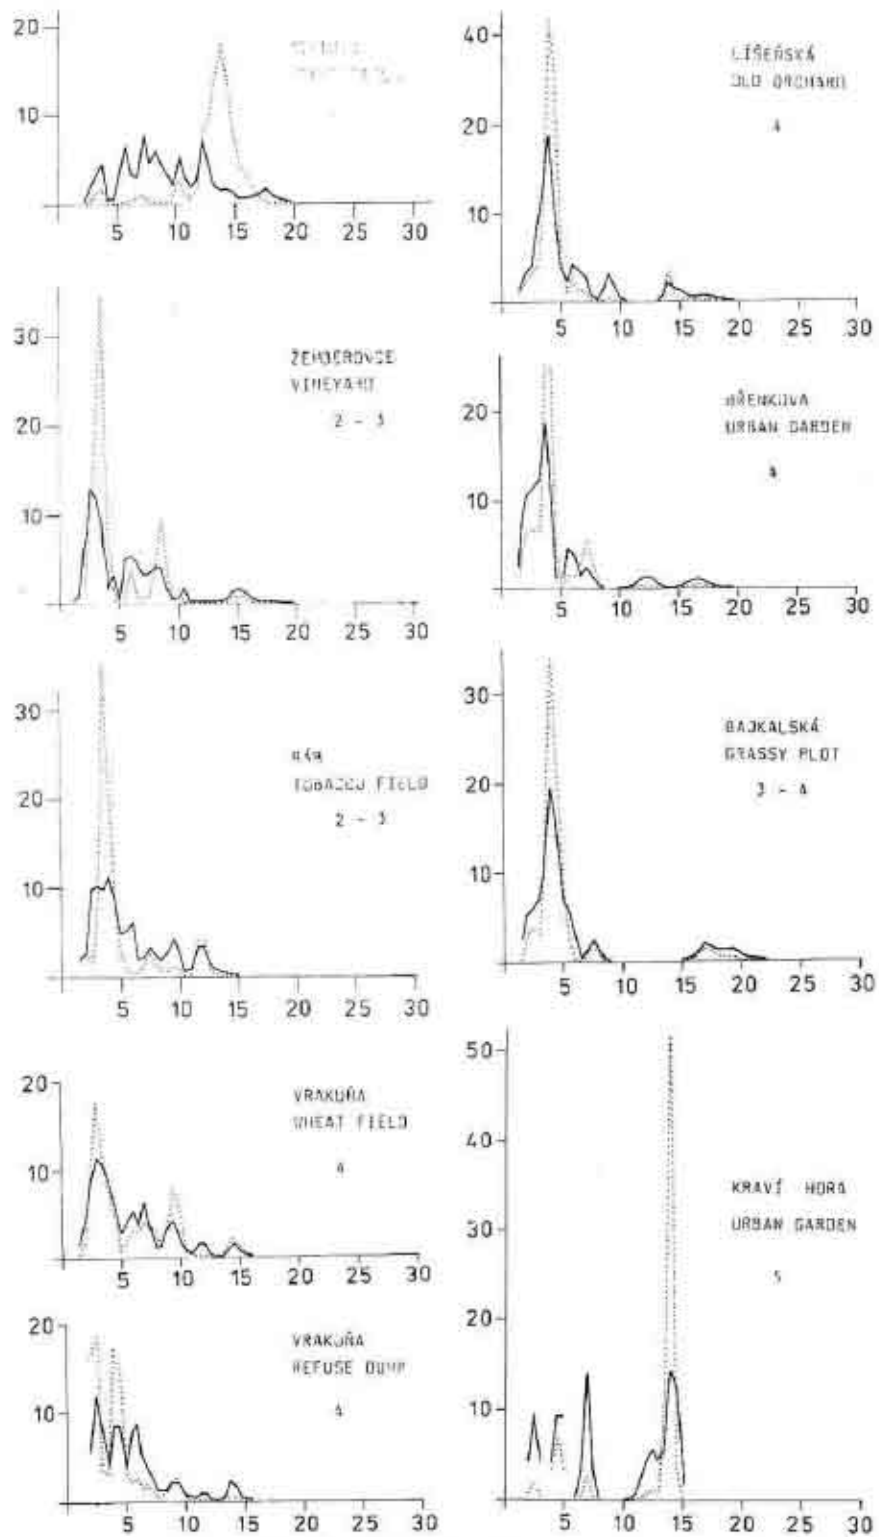 20
10
5 10 15 20 25 30
40
20
10
LÍŠEŇSKÁ
OLD ORCHARD
4
5 10 15 20 25 30
30
20
10
ŽEMBEROVCE
VINEYARD
2 - 3
5 10 15 20 25 30
20
10
URBAN GARDEN
4
5 10 15 20 25 30
30
20
10
TOBACCO FIELD
2 - 3
5 10 15 20 25 30
30
20
10
BAJKALSKÁ
GRASSY PLOT
3 - 4
5 10 15 20 25 30
20
10
VRAKUŇA
WHEAT FIELD
4
5 10 15 20 25 30
20
10
VRAKUŇA
REFUSE DUMP
4
5 10 15 20 25 30
50
40
30
20
10
KRAVÍ HORA
URBAN GARDEN
5
5 10 15 20 25 30